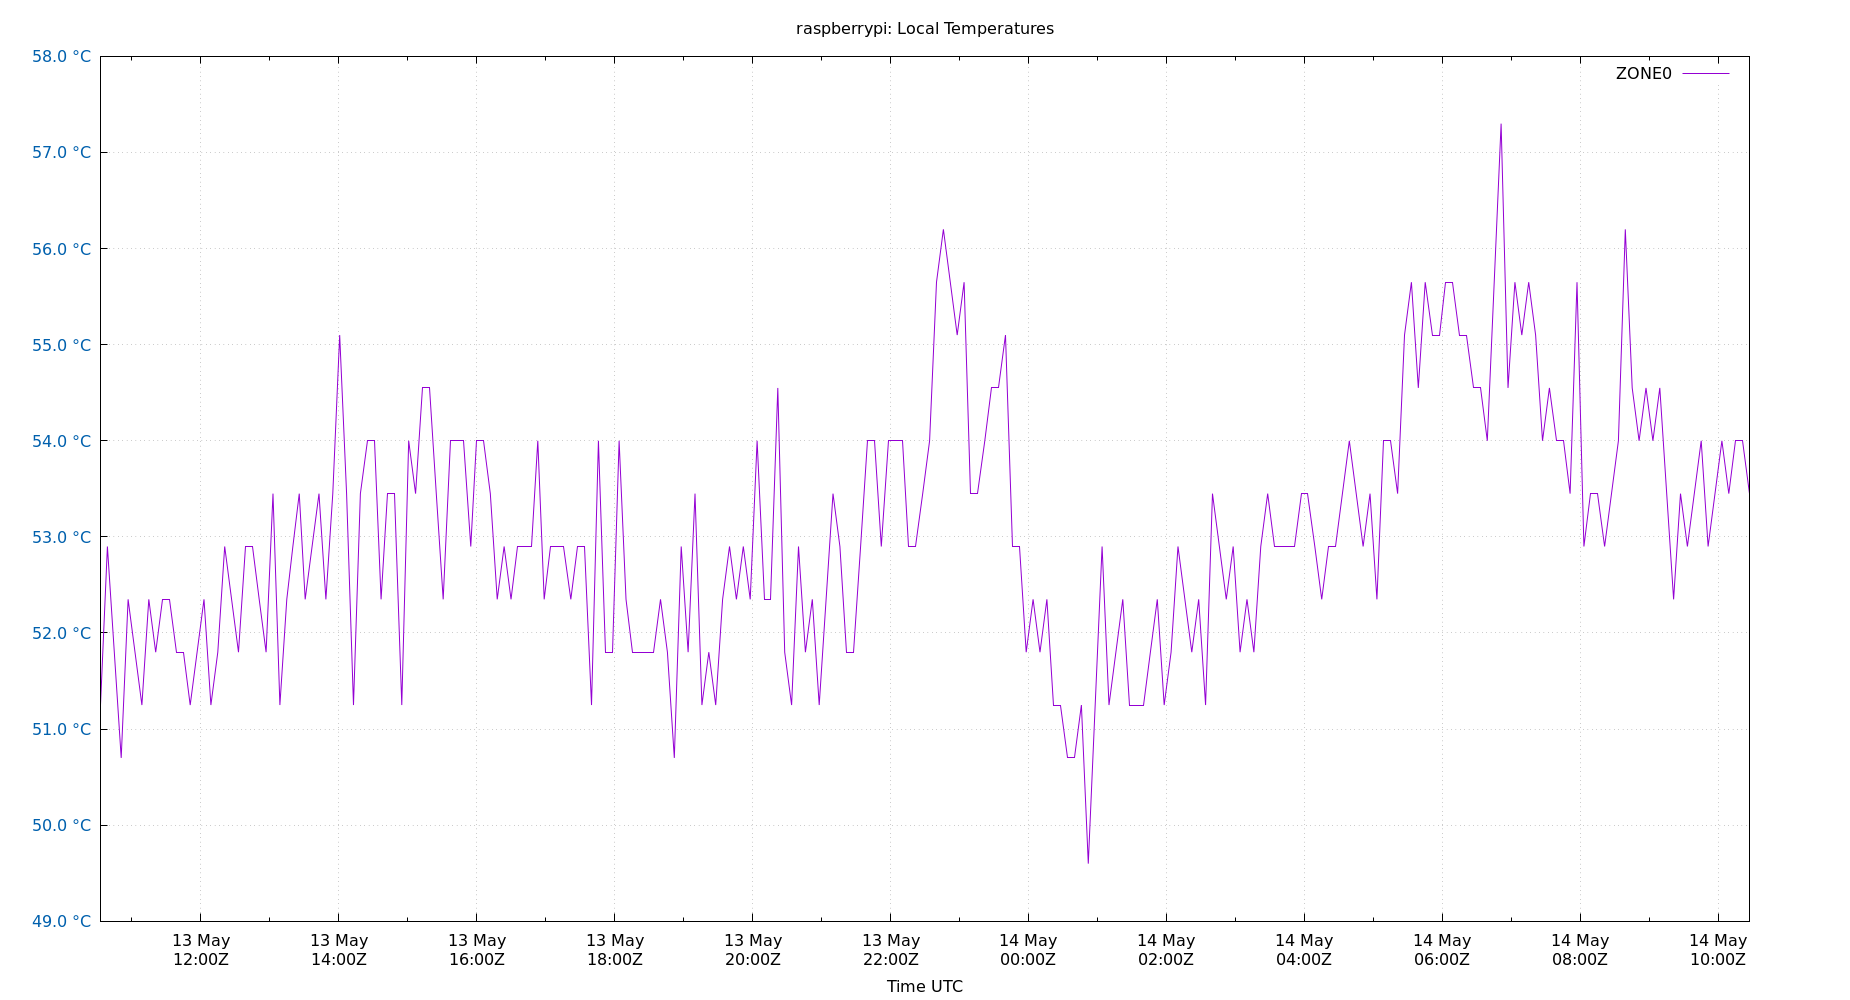 raspberrypi: Local Temperatures
58.0 °C
57.0 °C
56.0 °C
55.0 °C
54.0 °C
53.0 °C
52.0 °C
51.0 °C
50.0 °C
49.0 °C
ZONE0
13 May
12:00Z
13 May
14:00Z
13 May
16:00Z
13 May
18:00Z
13 May
20:00Z
13 May
22:00Z
14 May
00:00Z
14 May
02:00Z
14 May
04:00Z
14 May
06:00Z
14 May
08:00Z
14 May
10:00Z
Time UTC